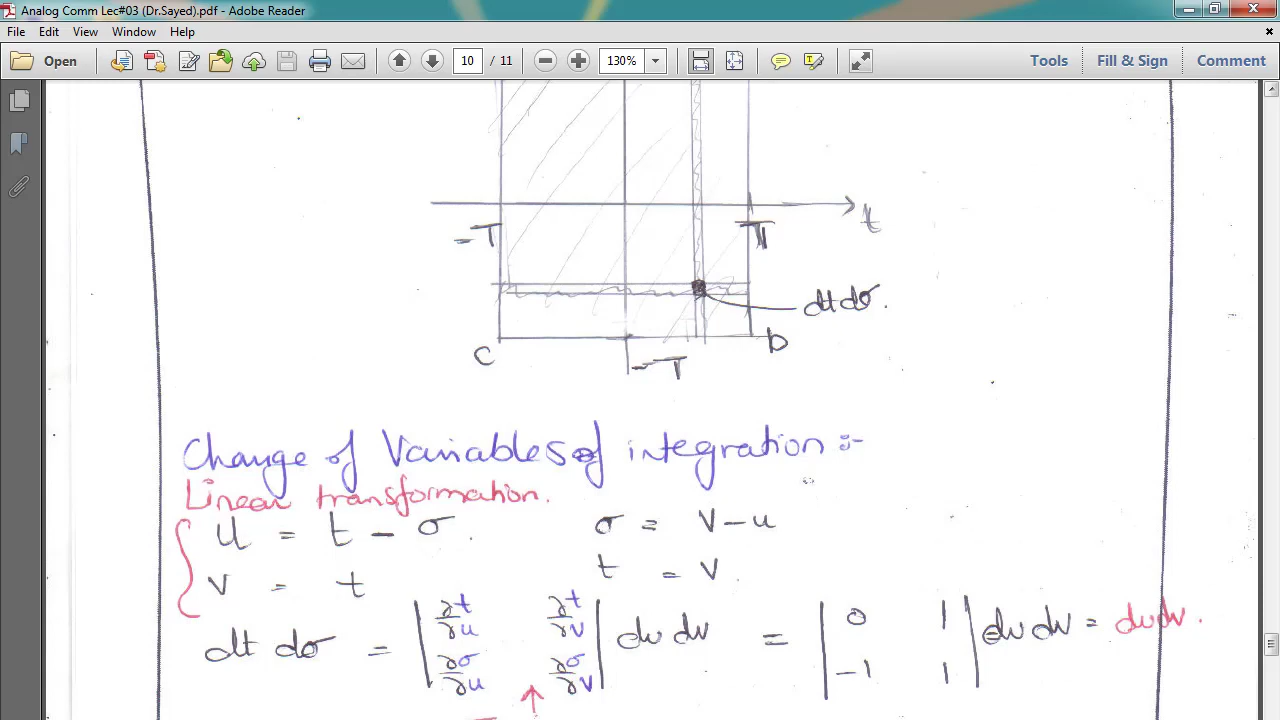 Analog Comm Lec#03 (Dr.Sayed).pdf - Adobe Reader
File Edit View Window Help
Open 10 / 11 130% Tools Fill & Sign Comment
-T T t
dt dσ.
c -T b
Change of Variables of integration :-
Linear transformation.
u = t - σ . σ = v - u
v = t t = v .
dt dσ = | ∂t/∂u ∂t/∂v | du dv = | 0 1 | du dv = du dv .
| ∂σ/∂u ∂σ/∂v | | -1 1 |